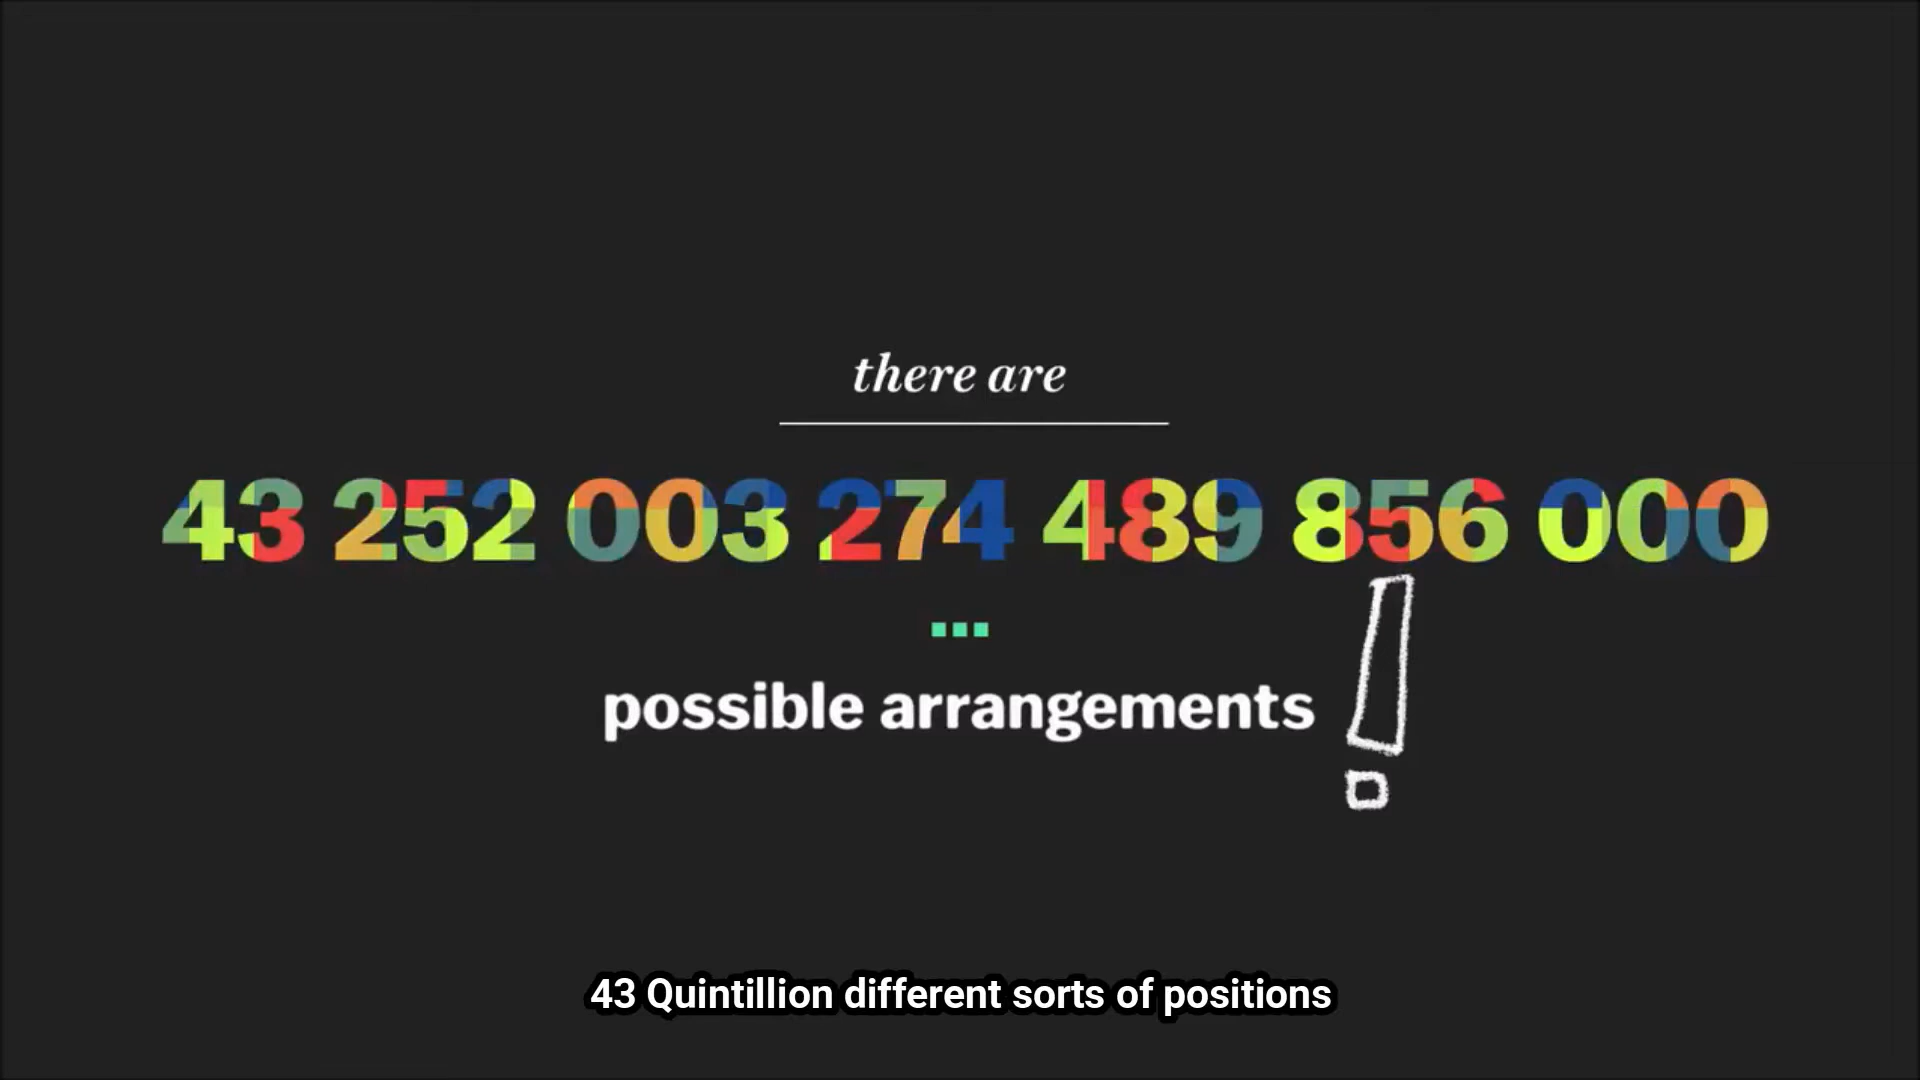 there are
43 252 003 274 489 856 000
...
possible arrangements !
43 Quintillion different sorts of positions